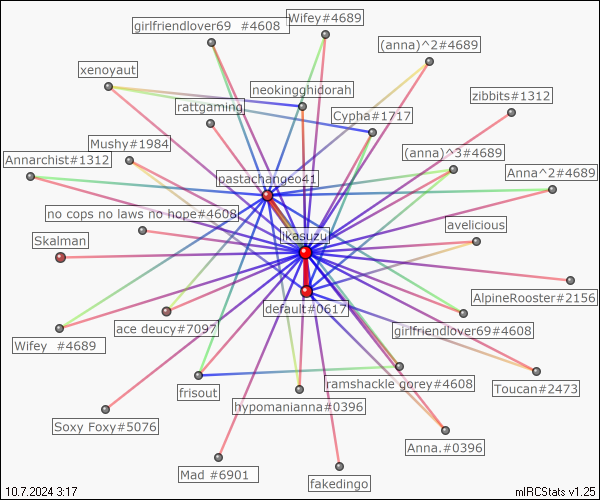 Wifey#4689
girlfriendlover69 #4608
(anna)^2#4689
xenoyaut
neokingghidorah
zibbits#1312
rattgaming
Cypha#1717
Mushy#1984
Annarchist#1312
(anna)^3#4689
Anna^2#4689
pastachangeo41
no cops no laws no hope#4608
avelicious
Skalman
ikasuzu
AlpineRooster#2156
default#0617
ace deucy#7097
girlfriendlover69#4608
Wifey #4689
ramshackle gorey#4608
Toucan#2473
frisout
hypomanianna#0396
Soxy Foxy#5076
Anna.#0396
Mad #6901
fakedingo
10.7.2024 3:17
mIRCStats v1.25